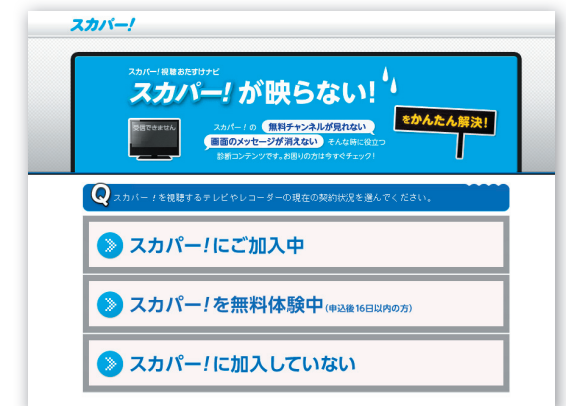 スカパー!
スカパー!視聴おたすけナビ
スカパー!が映らない!
受信できません
スカパー!の 無料チャンネルが見れない
画面のメッセージが消えない そんな時に役立つ
診断コンテンツです。お困りの方は今すぐチェック!
をかんたん解決!
Q スカパー!を視聴するテレビやレコーダーの現在の契約状況を選んでください。
スカパー!にご加入中
スカパー!を無料体験中(申込後16日以内の方)
スカパー!に加入していない